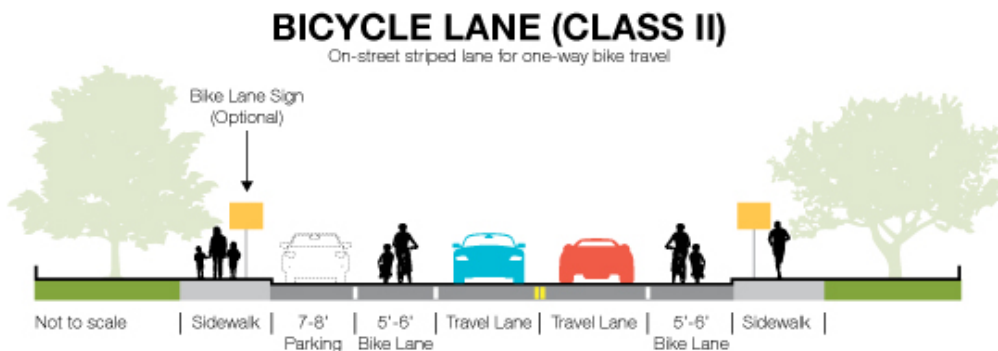 BICYCLE LANE (CLASS II)
On-street striped lane for one-way bike travel
Bike Lane Sign
(Optional)
Not to scale
Sidewalk
7-8'
Parking
5'-6'
Bike Lane
Travel Lane
Travel Lane
5'-6'
Bike Lane
Sidewalk